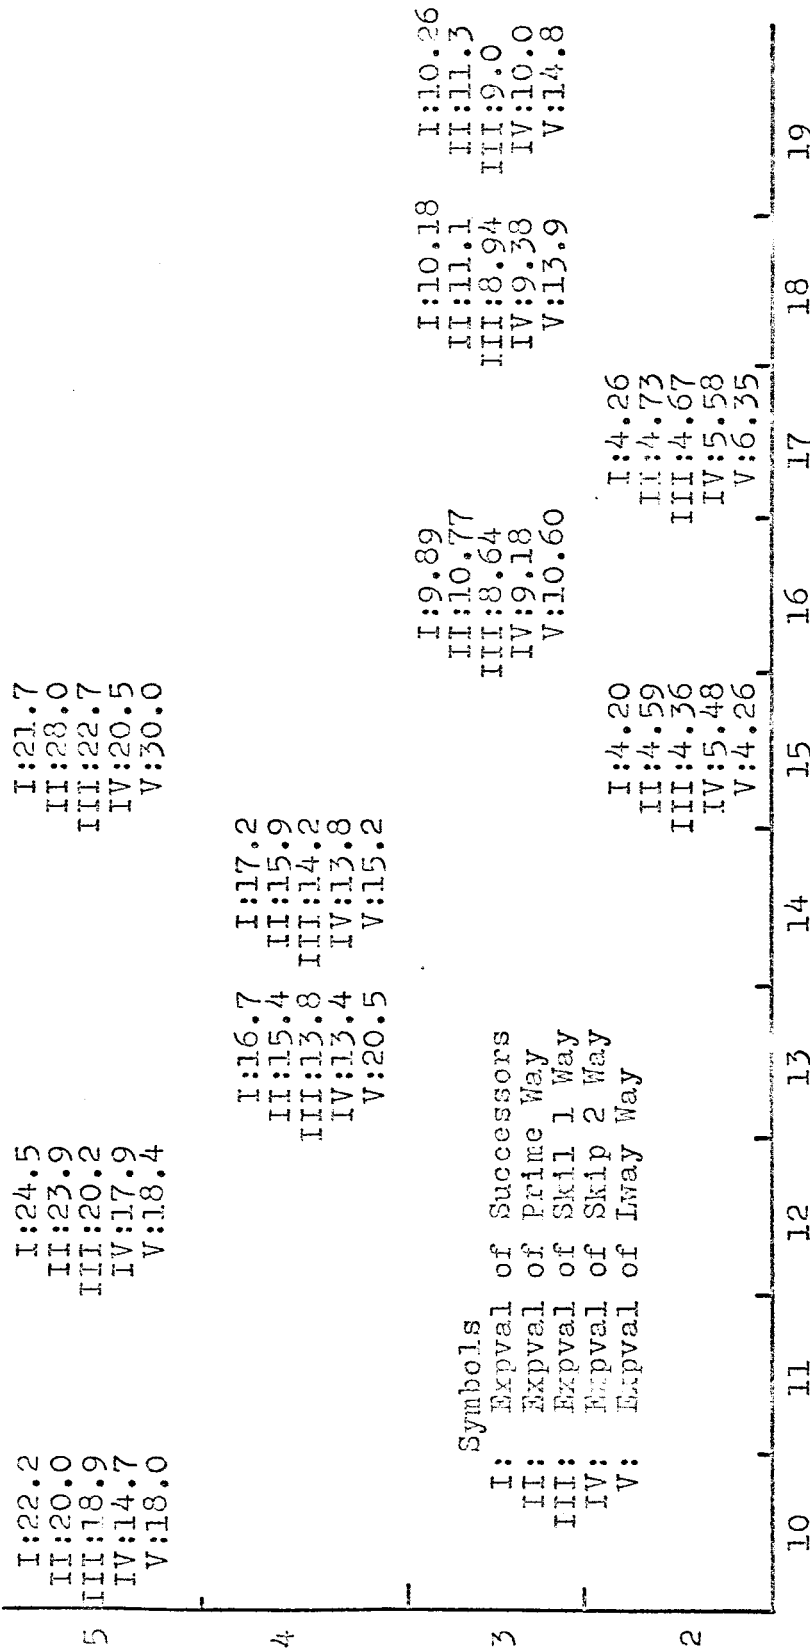 5
I:22.2
II:20.0
III:18.9
IV:14.7
V:18.0
I:24.5
II:23.9
III:20.2
IV:17.9
V:18.4
I:21.7
II:28.0
III:22.7
IV:20.5
V:30.0
4
I:16.7
II:15.4
III:13.8
IV:13.4
V:20.5
I:17.2
II:15.9
III:14.2
IV:13.8
V:15.2
3
I:9.89
II:10.77
III:8.64
IV:9.18
V:10.60
I:10.18
II:11.1
III:8.94
IV:9.38
V:13.9
I:10.26
II:11.3
III:9.0
IV:10.0
V:14.8
Symbols
I: Expval of Successors
II: Expval of Prime Way
III: Expval of Skil 1 Way
IV: Expval of Skip 2 Way
V: Expval of Lway Way
2
I:4.20
II:4.59
III:4.36
IV:5.48
V:4.26
I:4.26
II:4.73
III:4.67
IV:5.58
V:6.35
10 11 12 13 14 15 16 17 18 19